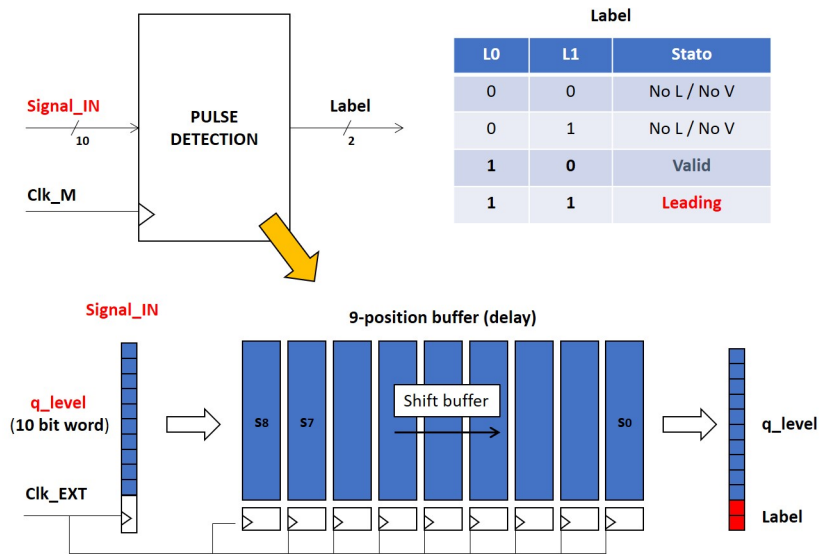 Label
L0 L1 Stato
0 0 No L / No V
0 1 No L / No V
1 0 Valid
1 1 Leading
Signal_IN
10
PULSE
DETECTION
Label
2
Clk_M
Signal_IN
9-position buffer (delay)
q_level
(10 bit word)
S8 S7 Shift buffer S0
q_level
Clk_EXT
Label